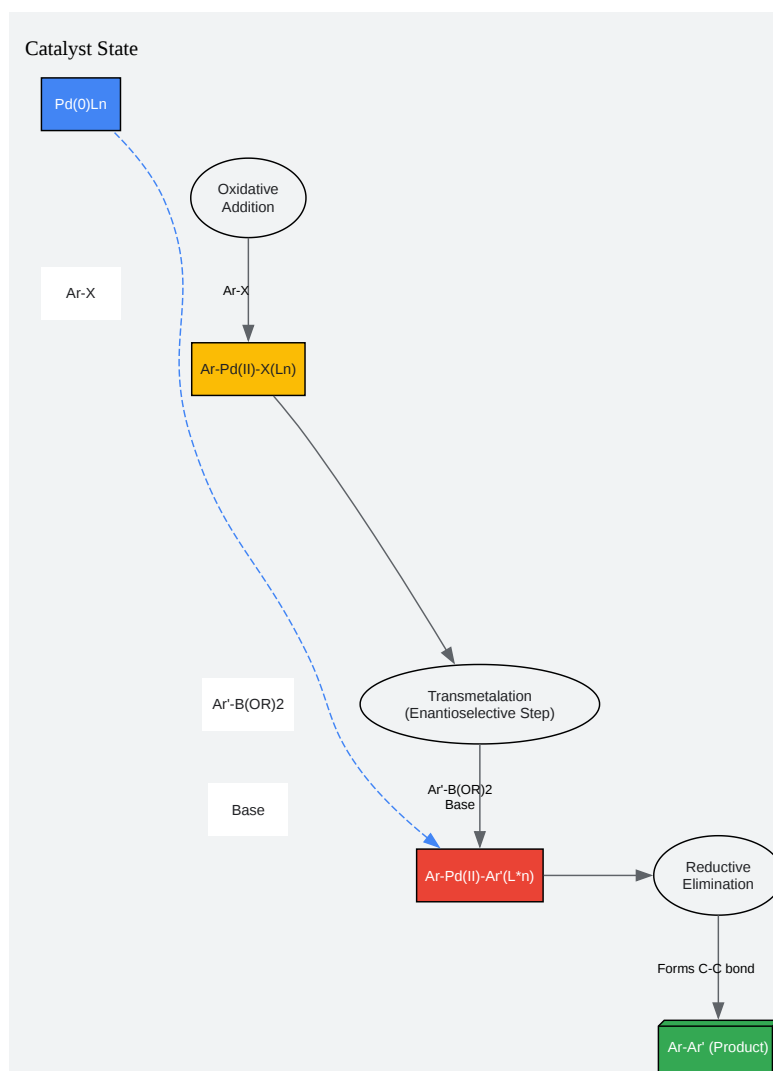 Catalyst State
Pd(0)Ln
Oxidative
Addition
Ar-X
Ar-X
Ar-Pd(II)-X(Ln)
Ar'-B(OR)2
Transmetalation
(Enantioselective Step)
Ar'-B(OR)2
Base
Base
Ar-Pd(II)-Ar'(L*n)
Reductive
Elimination
Forms C-C bond
Ar-Ar' (Product)